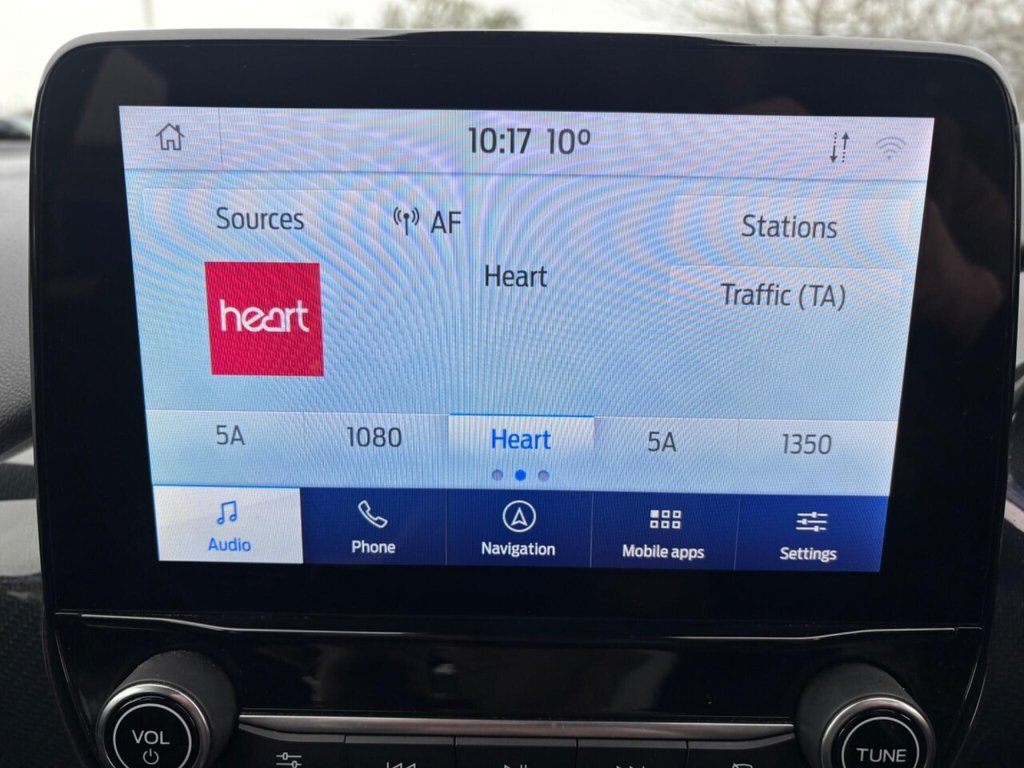 10:17 10º
Sources
AF
Stations
Heart
Traffic (TA)
heart
5A
1080
Heart
5A
1350
Audio
Phone
Navigation
Mobile apps
Settings
VOL
TUNE